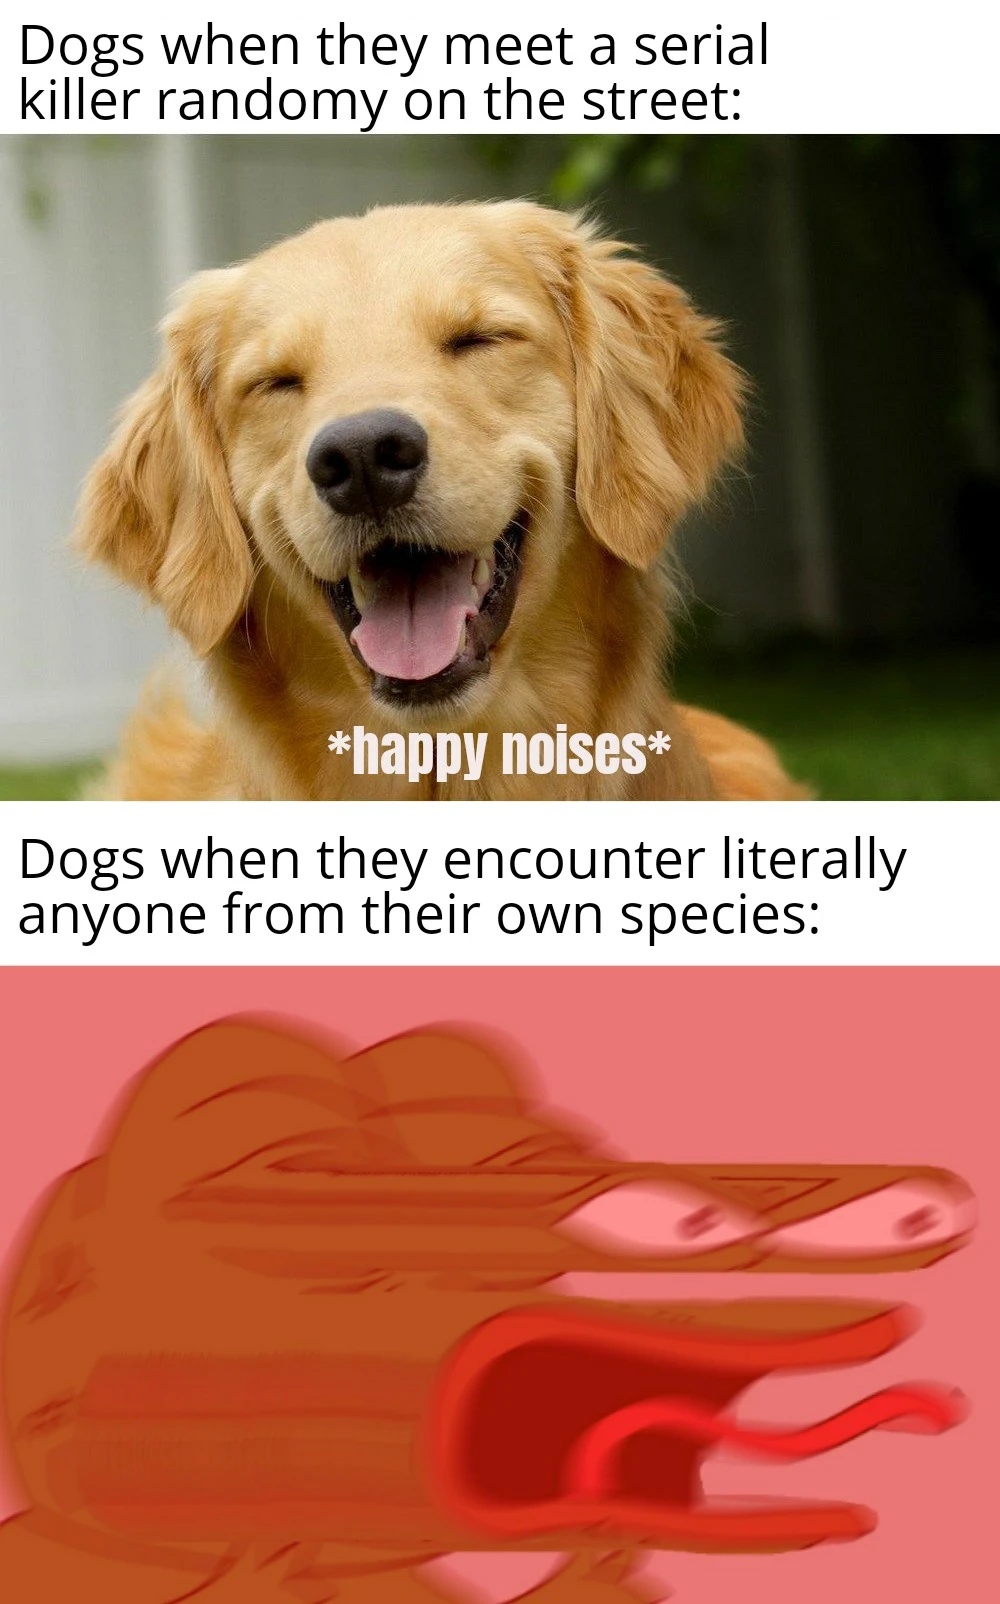 Dogs when they meet a serial
killer randomy on the street:
*happy noises*
Dogs when they encounter literally
anyone from their own species: